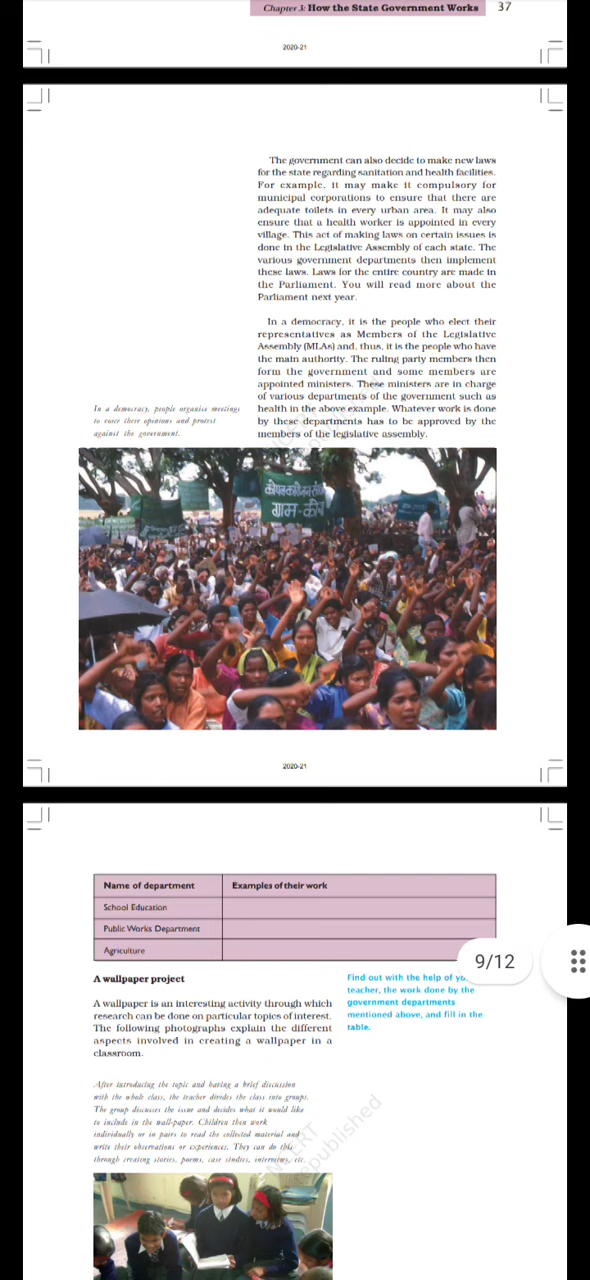 Chapter 3: How the State Government Works 37
2020-21
The government can also decide to make new laws
for the state regarding sanitation and health facilities.
For example, it may make it compulsory for
municipal corporations to ensure that there are
adequate toilets in every urban area. It may also
ensure that a health worker is appointed in every
village. This act of making laws on certain issues is
done in the Legislative Assembly of each state. The
various government departments then implement
these laws. Laws for the entire country are made in
the Parliament. You will read more about the
Parliament next year.
In a democracy, it is the people who elect their
representatives as Members of the Legislative
Assembly (MLAs) and, thus, it is the people who have
the main authority. The ruling party members then
form the government and some members are
appointed ministers. These ministers are in charge
of various departments of the government such as
health in the above example. Whatever work is done
by these departments has to be approved by the
members of the legislative assembly.
In a democracy, people organise meetings
to voice their opinions and protest
against the government.
ग्राम -
2020-21
Name of department Examples of their work
School Education
Public Works Department
Agriculture
9/12
A wallpaper project
A wallpaper is an interesting activity through which
research can be done on particular topics of interest.
The following photographs explain the different
aspects involved in creating a wallpaper in a
classroom.
Find out with the help of
teacher, the work done by the
government departments
mentioned above, and fill in the
table.
After introducing the topic and having a brief discussion
with the whole class, the teacher divides the class into groups.
The group discusses the issue and decides what it would like
to include in the wall-paper. Children then work
individually or in pairs to read the collected material and
write their observations or experiences. They can do this
through creating stories, poems, case studies, interviews, etc.
NCERT
published